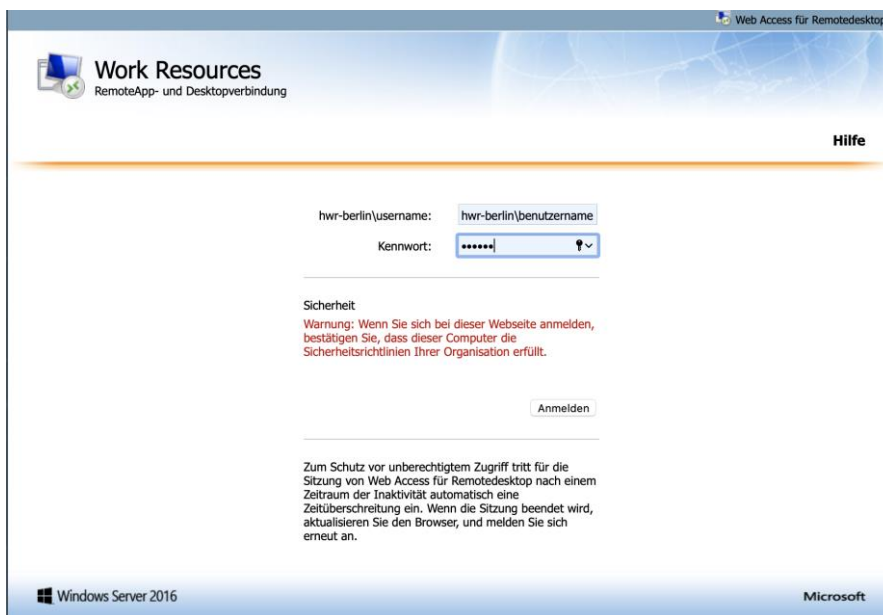 Web Access für Remotedesktop
Work Resources
RemoteApp- und Desktopverbindung
Hilfe
hwr-berlin\username: hwr-berlin\benutzername
Kennwort: ••••••
Sicherheit
Warnung: Wenn Sie sich bei dieser Webseite anmelden,
bestätigen Sie, dass dieser Computer die
Sicherheitsrichtlinien Ihrer Organisation erfüllt.
Anmelden
Zum Schutz vor unberechtigtem Zugriff tritt für die
Sitzung von Web Access für Remotedesktop nach einem
Zeitraum der Inaktivität automatisch eine
Zeitüberschreitung ein. Wenn die Sitzung beendet wird,
aktualisieren Sie den Browser, und melden Sie sich
erneut an.
Windows Server 2016
Microsoft